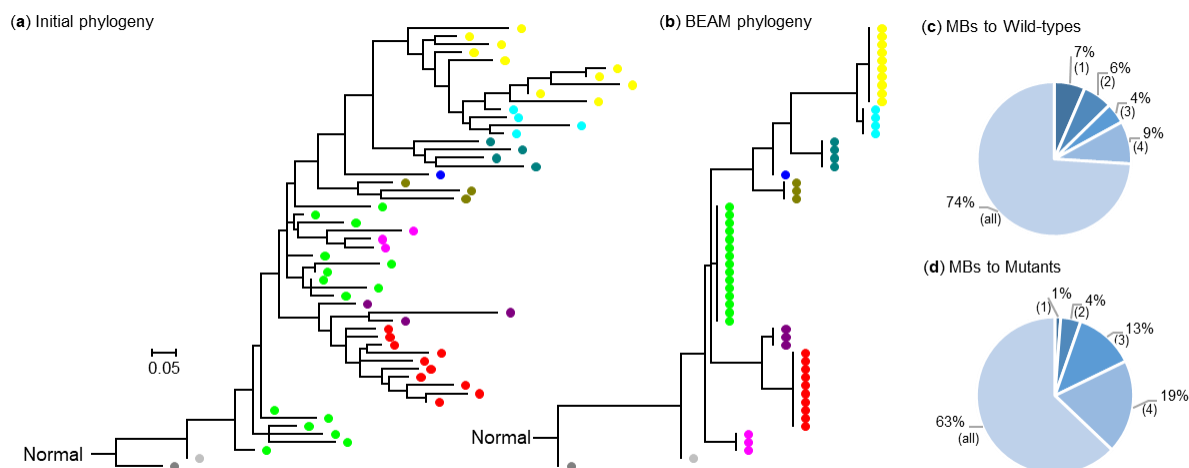 (a) Initial phylogeny
0.05
Normal
(b) BEAM phylogeny
Normal
(c) MBs to Wild-types
7%
(1)
6%
(2)
4%
(3)
9%
(4)
74%
(all)
(d) MBs to Mutants
1%
(1)
4%
(2)
13%
(3)
19%
(4)
63%
(all)